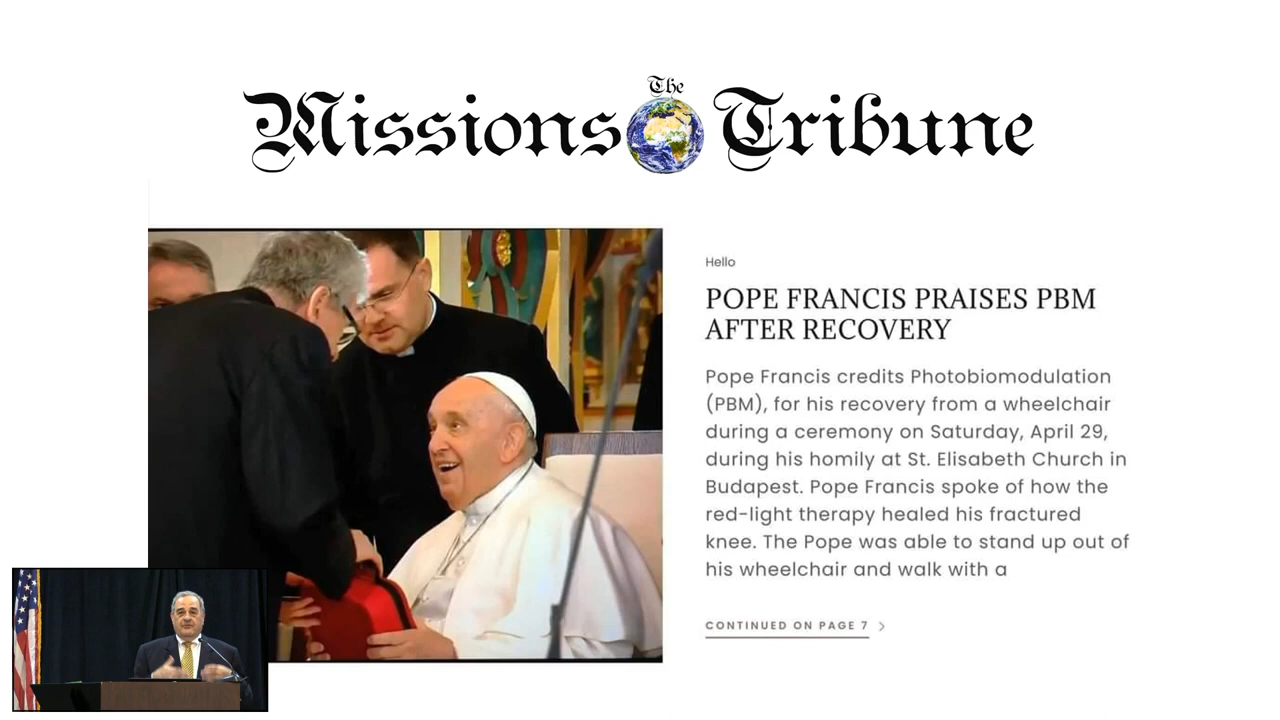 The
Missions Tribune
Hello
POPE FRANCIS PRAISES PBM
AFTER RECOVERY
Pope Francis credits Photobiomodulation
(PBM), for his recovery from a wheelchair
during a ceremony on Saturday, April 29,
during his homily at St. Elisabeth Church in
Budapest. Pope Francis spoke of how the
red-light therapy healed his fractured
knee. The Pope was able to stand up out of
his wheelchair and walk with a
CONTINUED ON PAGE 7 >